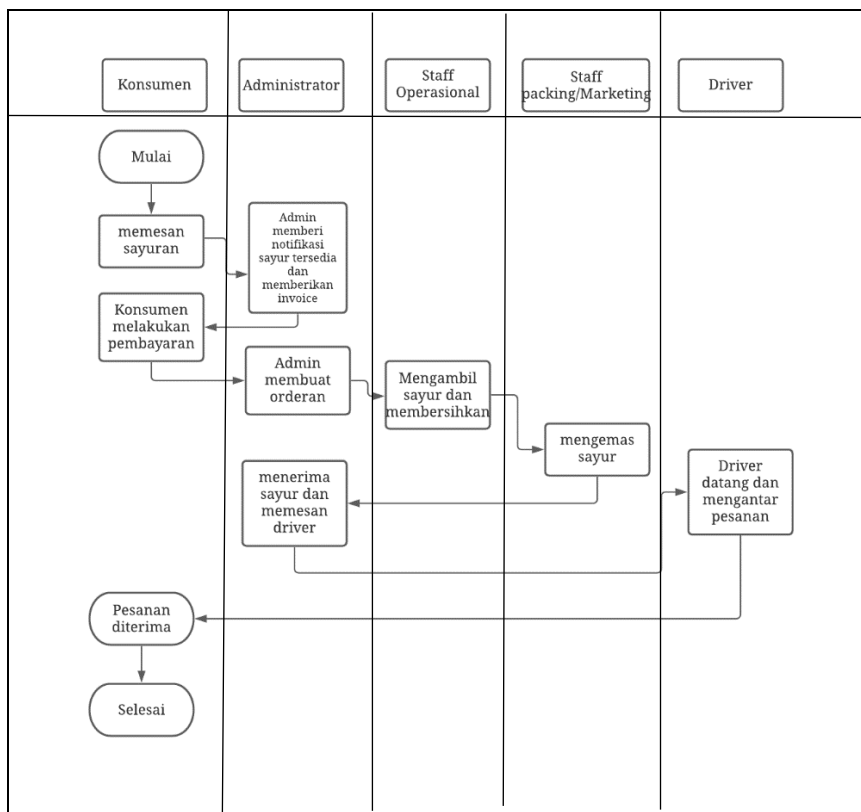 Konsumen
Administrator
Staff
Operasional
Staff
packing/Marketing
Driver
Mulai
memesan
sayuran
Admin
memberi
notifikasi
sayur tersedia
dan
memberikan
invoice
Konsumen
melakukan
pembayaran
Admin
membuat
orderan
Mengambil
sayur dan
membersihkan
mengemas
sayur
menerima
sayur dan
memesan
driver
Driver
datang dan
mengantar
pesanan
Pesanan
diterima
Selesai